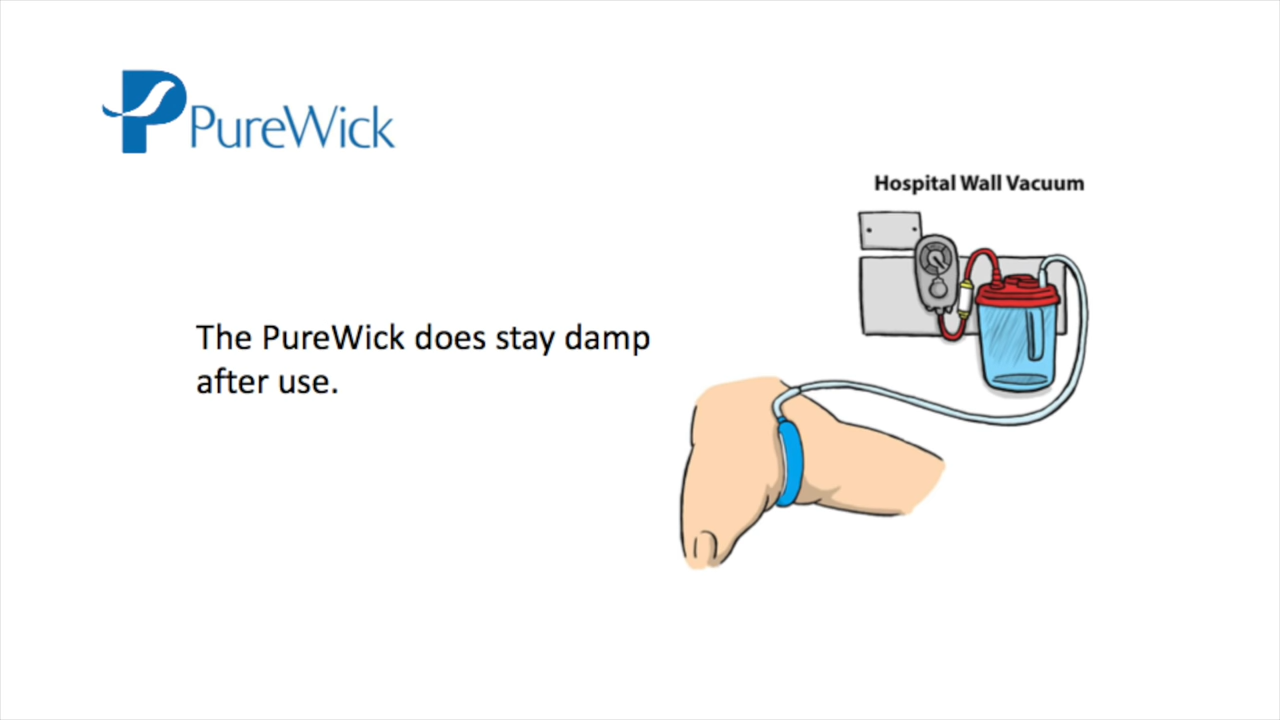 PureWick
Hospital Wall Vacuum
The PureWick does stay damp
after use.